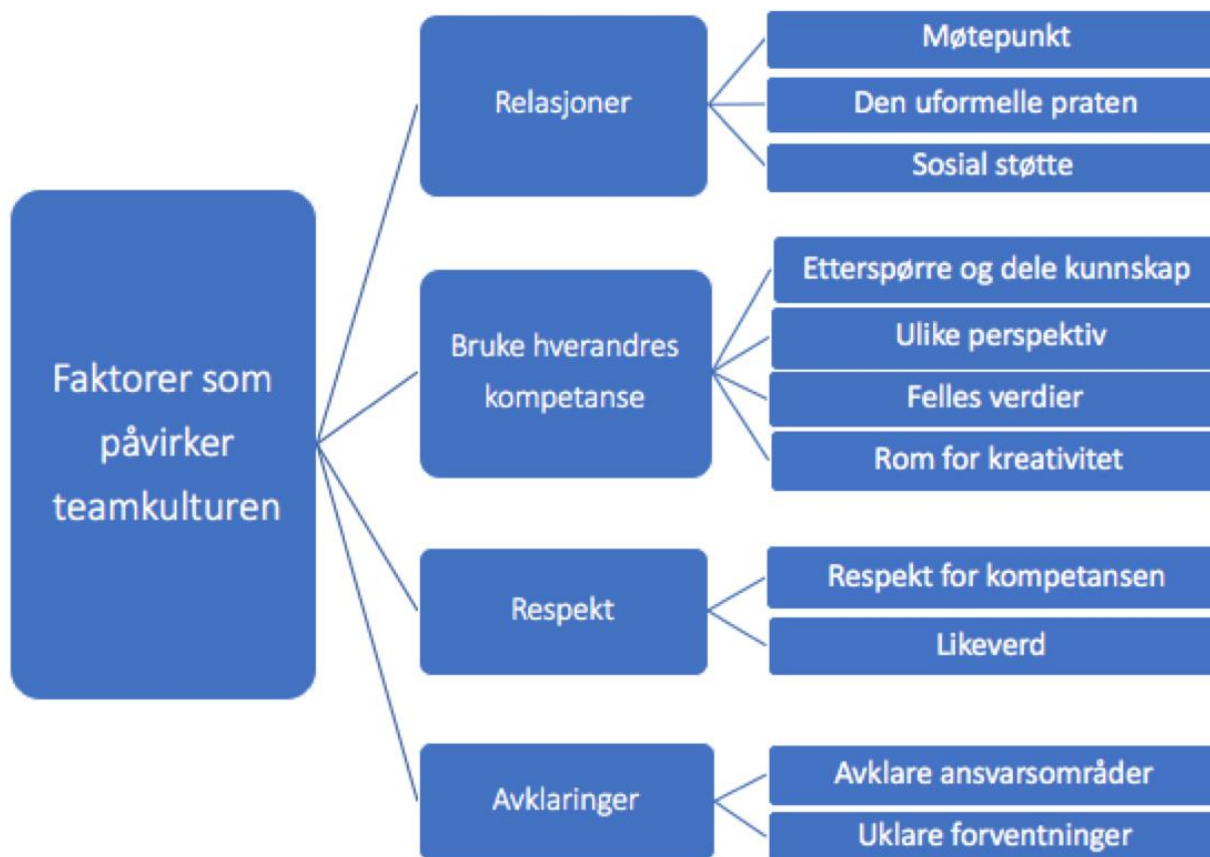 Faktorer som
påvirker
teamkulturen
Relasjoner
Møtepunkt
Den uformelle praten
Sosial støtte
Bruke hverandres
kompetanse
Etterspørre og dele kunnskap
Ulike perspektiv
Felles verdier
Rom for kreativitet
Respekt
Respekt for kompetansen
Likeverd
Avklaringer
Avklare ansvarsområder
Uklare forventninger